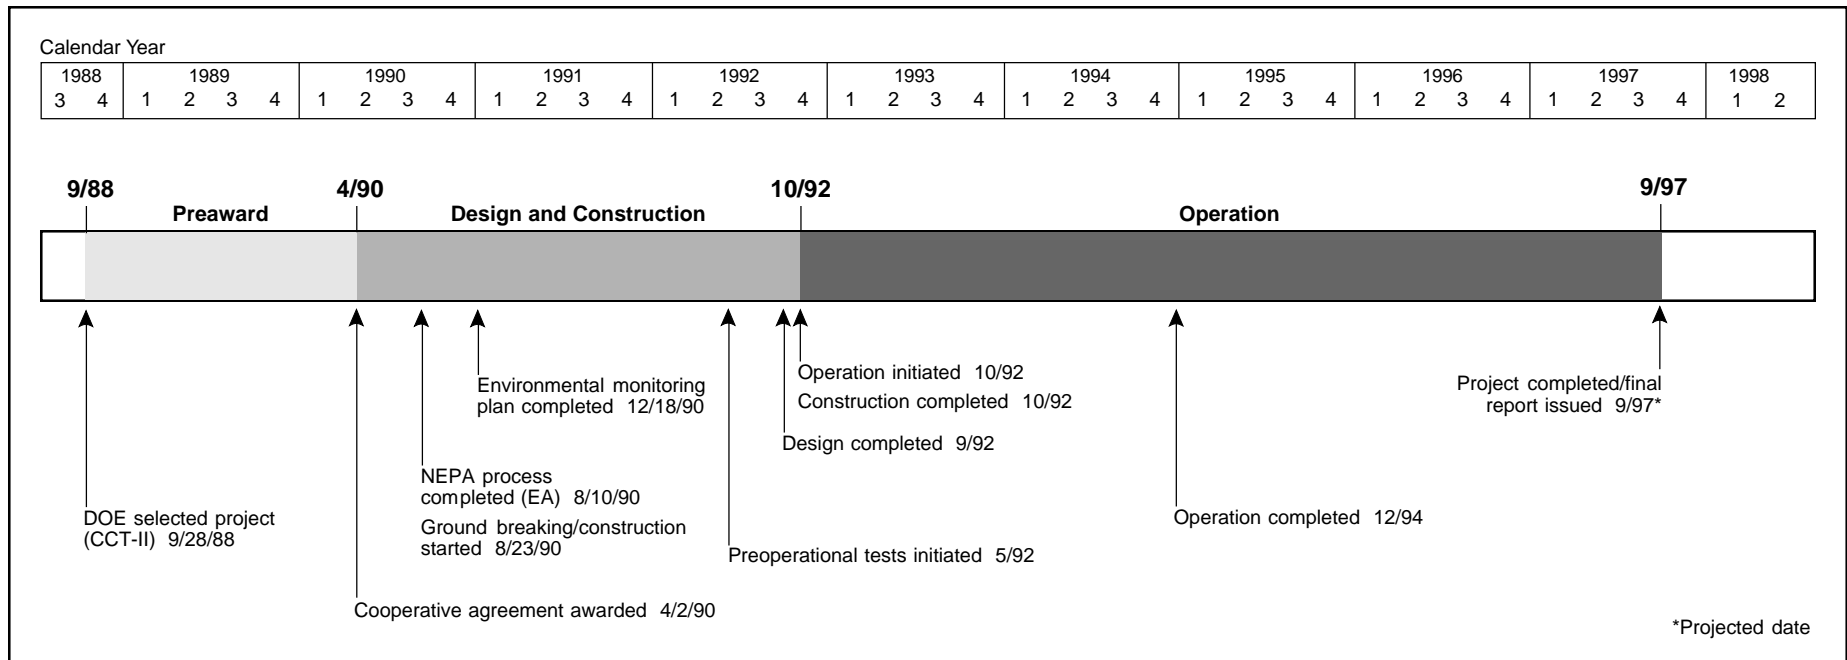 Calendar Year
1988 1989 1990 1991 1992 1993 1994 1995 1996 1997 1998
3 4 1 2 3 4 1 2 3 4 1 2 3 4 1 2 3 4 1 2 3 4 1 2 3 4 1 2 3 4 1 2 3 4 1 2 3 4 1 2
9/88 4/90 10/92 9/97
Preaward Design and Construction Operation
Operation initiated 10/92
Construction completed 10/92
Environmental monitoring
plan completed 12/18/90
Project completed/final
report issued 9/97*
Design completed 9/92
NEPA process
completed (EA) 8/10/90
Ground breaking/construction
started 8/23/90
DOE selected project
(CCT-II) 9/28/88
Operation completed 12/94
Preoperational tests initiated 5/92
Cooperative agreement awarded 4/2/90
*Projected date